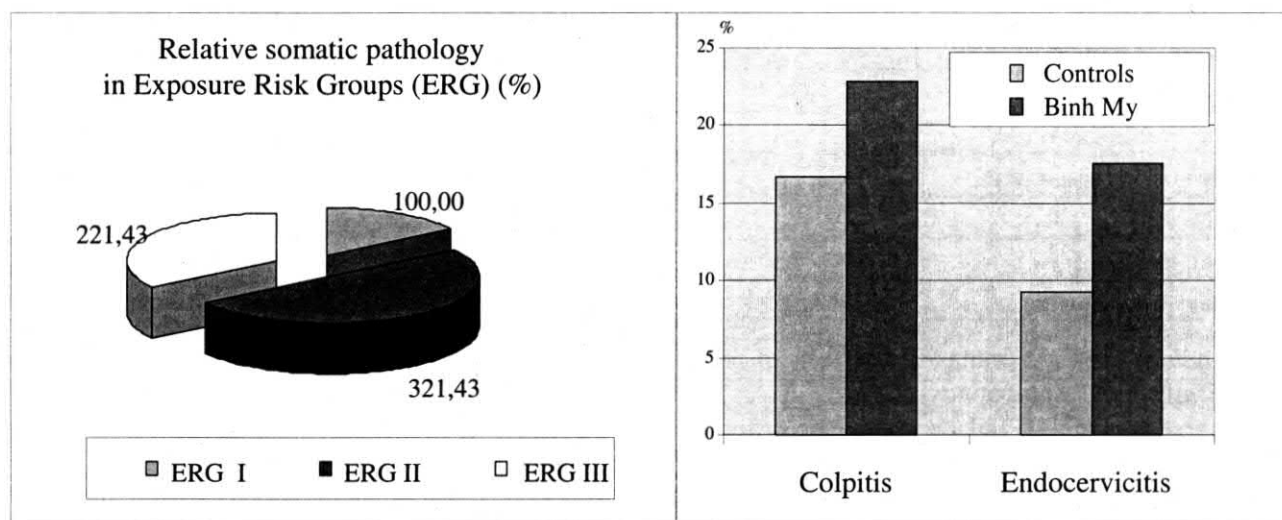 Relative somatic pathology
in Exposure Risk Groups (ERG) (%)
100,00
221,43
321,43
ERG I
ERG II
ERG III
%
25
20
15
10
5
0
Controls
Binh My
Colpitis
Endocervicitis